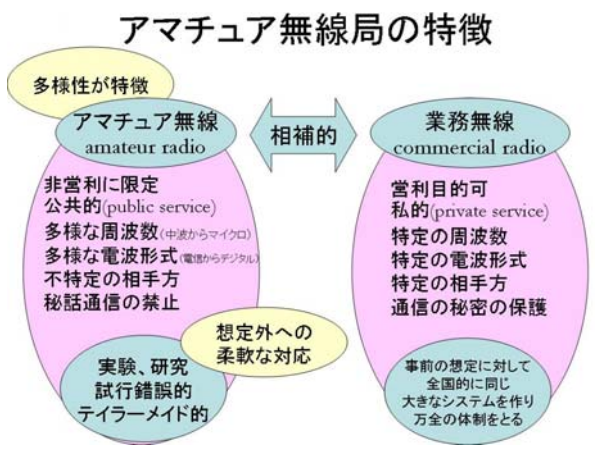 アマチュア無線局の特徴
多様性が特徴
アマチュア無線
amateur radio
相補的
業務無線
commercial radio
非営利に限定
公共的(public service)
多様な周波数(中波からマイクロ)
多様な電波形式(電信からデジタル)
不特定の相手方
秘話通信の禁止
営利目的可
私的(private service)
特定の周波数
特定の電波形式
特定の相手方
通信の秘密の保護
想定外への
柔軟な対応
実験、研究
試行錯誤的
テイラーメイド的
事前の想定に対して
全国的に同じ
大きなシステムを作り
万全の体制をとる